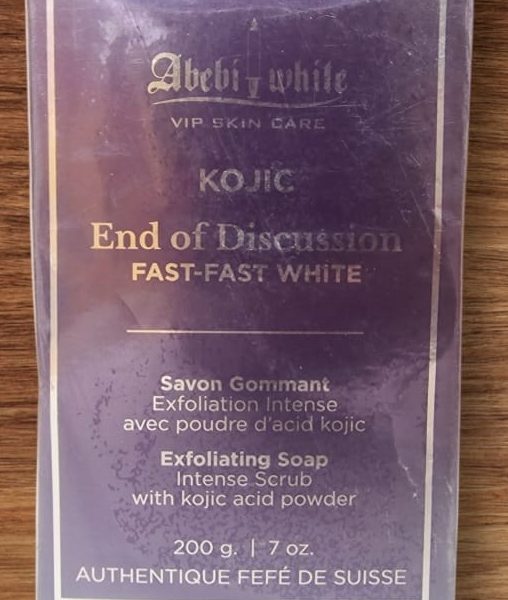 Abebi white
VIP SKIN CARE
KOJIC
End of Discussion
FAST-FAST WHITE
Savon Gommant
Exfoliation Intense
avec poudre d'acid kojic
Exfoliating Soap
Intense Scrub
with kojic acid powder
200 g. | 7 oz.
AUTHENTIQUE FEFÉ DE SUISSE